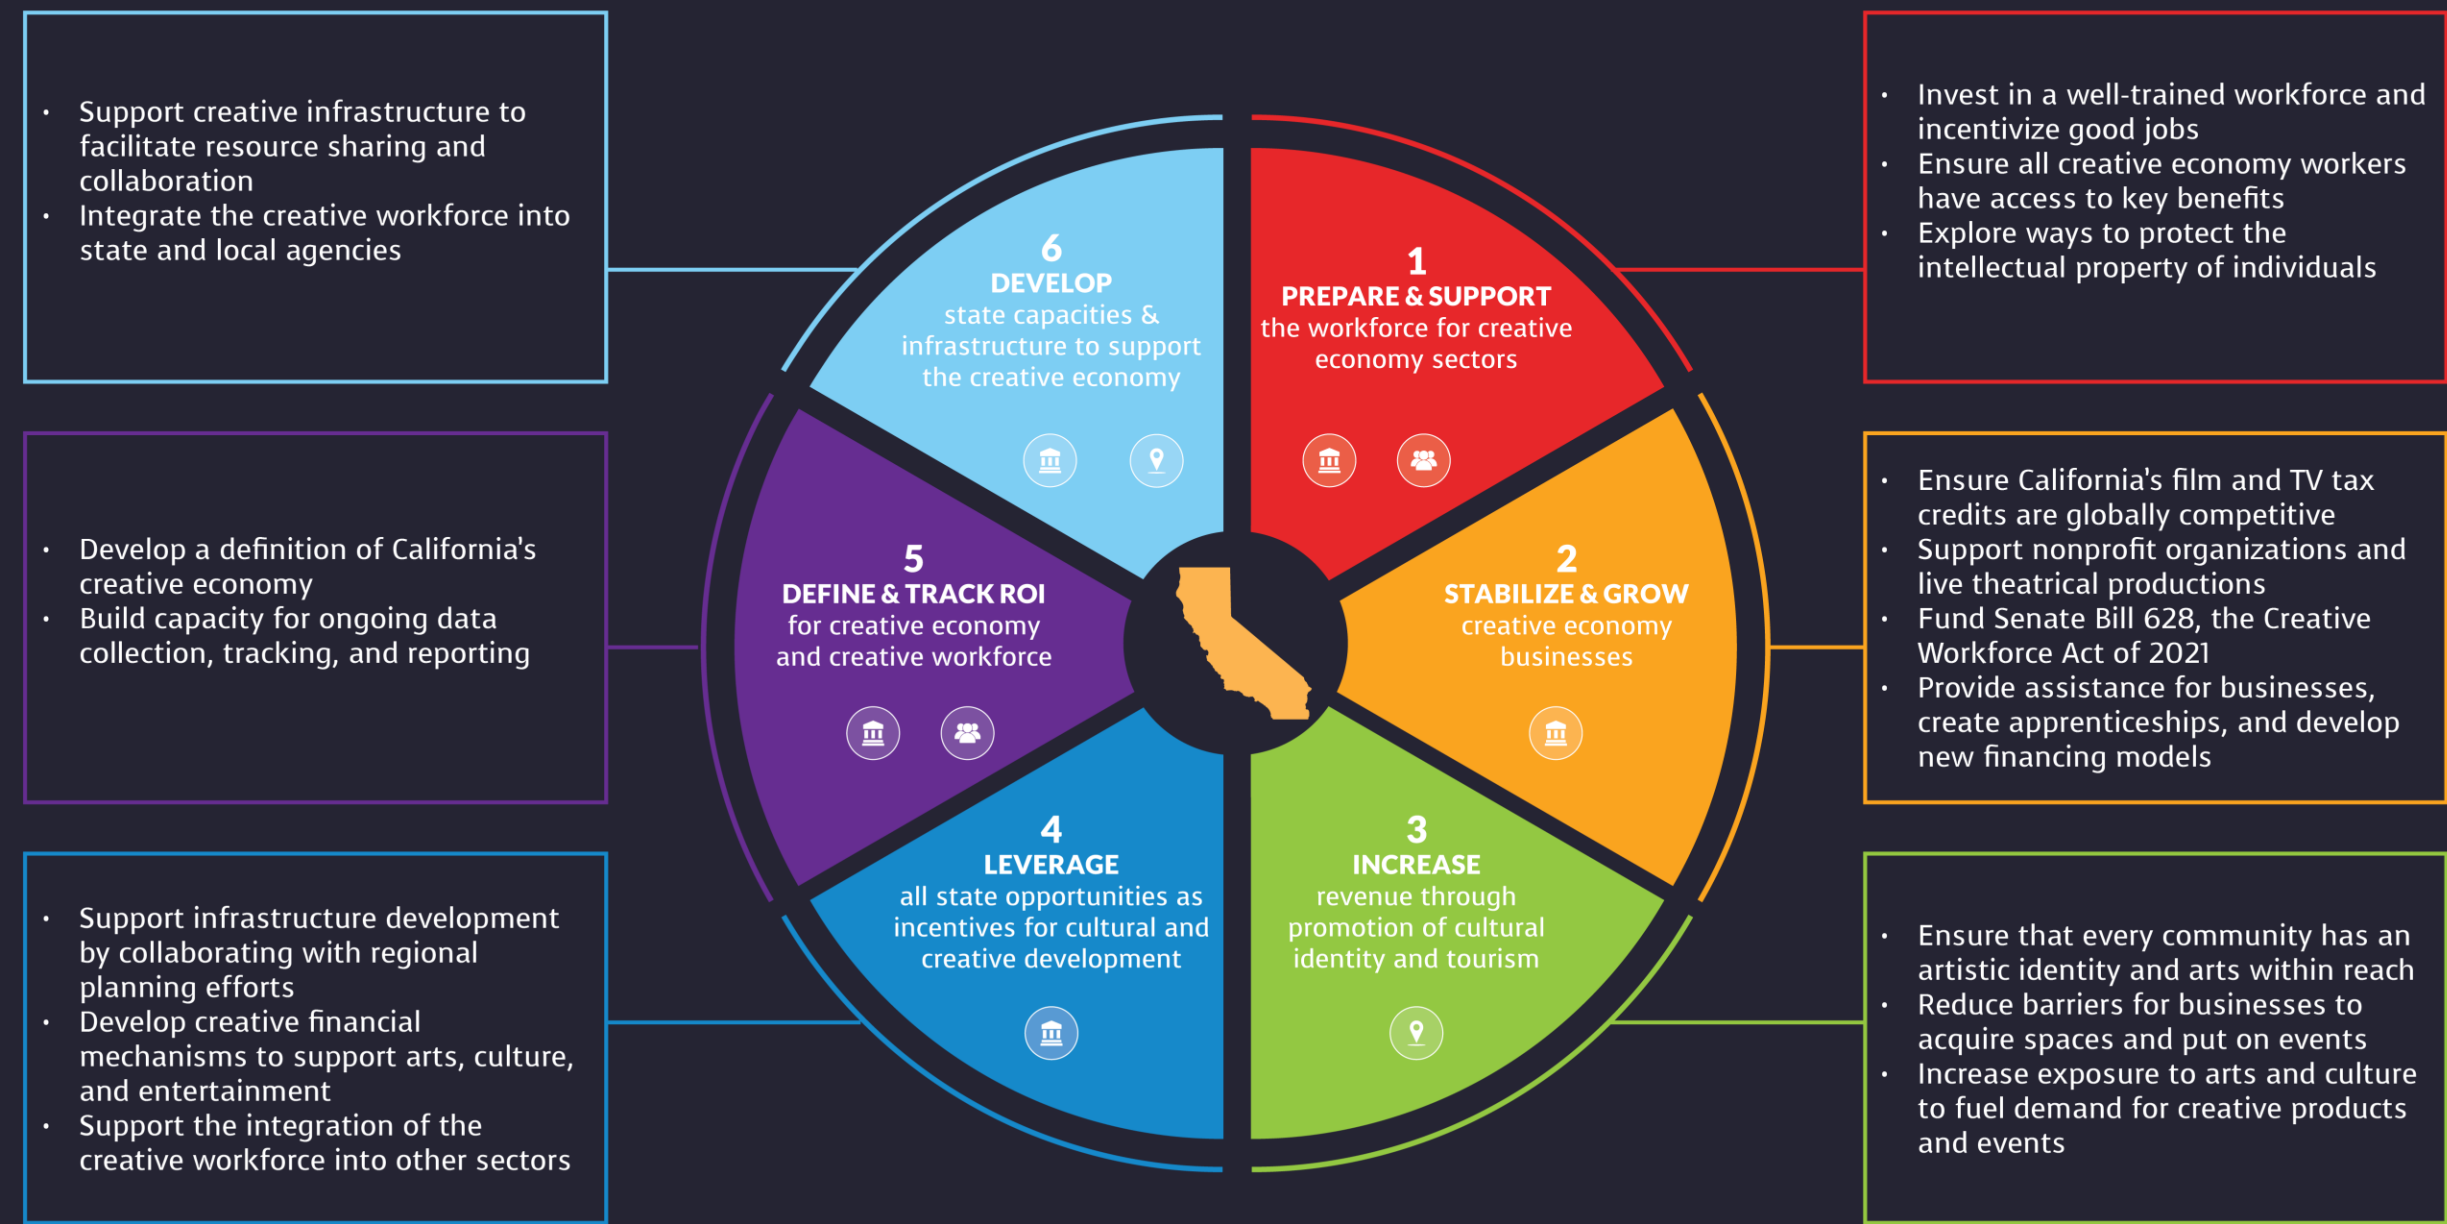 • Support creative infrastructure to
facilitate resource sharing and
collaboration
• Integrate the creative workforce into
state and local agencies
• Develop a definition of California's
creative economy
• Build capacity for ongoing data
collection, tracking, and reporting
• Support infrastructure development
by collaborating with regional
planning efforts
• Develop creative financial
mechanisms to support arts, culture,
and entertainment
• Support the integration of the
creative workforce into other sectors
6
DEVELOP
state capacities &
infrastructure to support
the creative economy
1
PREPARE & SUPPORT
the workforce for creative
economy sectors
5
DEFINE & TRACK ROI
for creative economy
and creative workforce
2
STABILIZE & GROW
creative economy
businesses
4
LEVERAGE
all state opportunities as
incentives for cultural and
creative development
3
INCREASE
revenue through
promotion of cultural
identity and tourism
• Invest in a well-trained workforce and
incentivize good jobs
• Ensure all creative economy workers
have access to key benefits
• Explore ways to protect the
intellectual property of individuals
• Ensure California's film and TV tax
credits are globally competitive
• Support nonprofit organizations and
live theatrical productions
• Fund Senate Bill 628, the Creative
Workforce Act of 2021
• Provide assistance for businesses,
create apprenticeships, and develop
new financing models
• Ensure that every community has an
artistic identity and arts within reach
• Reduce barriers for businesses to
acquire spaces and put on events
• Increase exposure to arts and culture
to fuel demand for creative products
and events